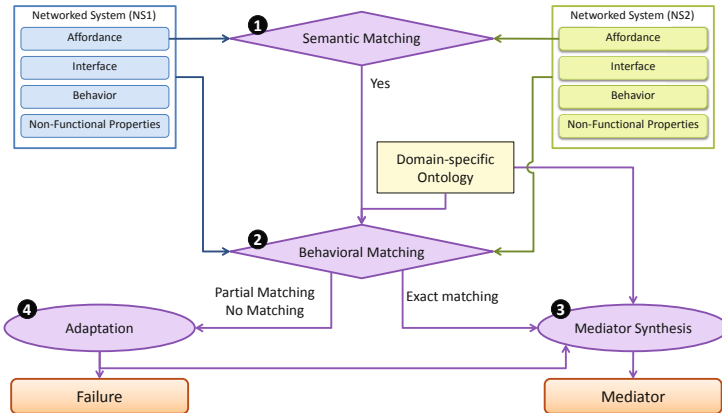 Networked System (NS1)
Affordance
Interface
Behavior
Non-Functional Properties
1
Semantic Matching
Networked System (NS2)
Affordance
Interface
Behavior
Non-Functional Properties
Yes
Domain-specific
Ontology
2
Behavioral Matching
Partial Matching
No Matching
Exact matching
4
Adaptation
3
Mediator Synthesis
Failure
Mediator